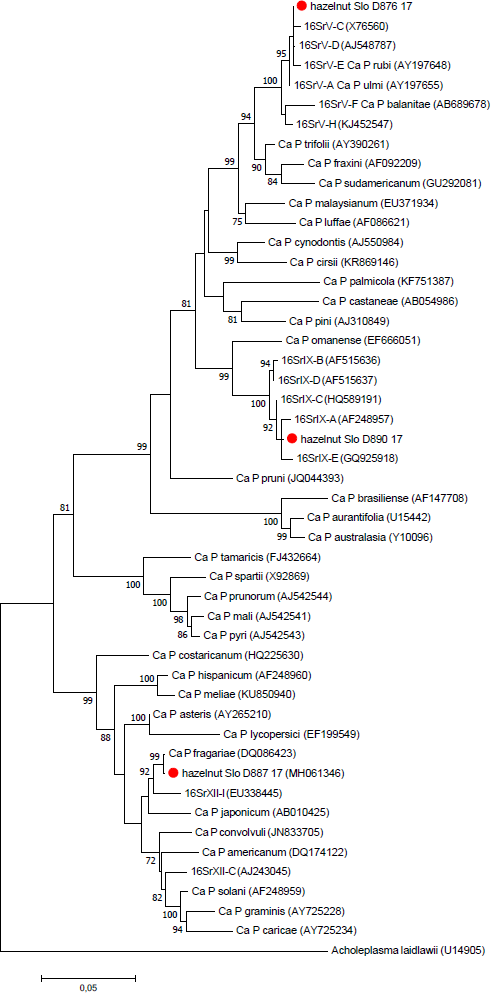 hazelnut Slo D876 17
16SrV-C (X76560)
16SrV-D (AJ548787)
95
16SrV-E Ca P rubi (AY197648)
100
16SrV-A Ca P ulmi (AY197655)
16SrV-F Ca P balanitae (AB689678)
94
16SrV-H (KJ452547)
Ca P trifolii (AY390261)
99
90
Ca P fraxini (AF092209)
84
Ca P sudamericanum (GU292081)
Ca P malaysianum (EU371934)
75
Ca P luffae (AF086621)
Ca P cynodontis (AJ550984)
99
Ca P cirsii (KR869146)
Ca P palmicola (KF751387)
81
Ca P castaneae (AB054986)
81
Ca P pini (AJ310849)
Ca P omanense (EF666051)
94
16SrIX-B (AF515636)
99
16SrIX-D (AF515637)
100
16SrIX-C (HQ589191)
16SrIX-A (AF248957)
92
hazelnut Slo D890 17
99
16SrIX-E (GQ925918)
Ca P pruni (JQ044393)
Ca P brasiliense (AF147708)
81
100
Ca P aurantifolia (U15442)
99
Ca P australasia (Y10096)
Ca P tamaricis (FJ432664)
100
Ca P spartii (X92869)
100
Ca P prunorum (AJ542544)
98
Ca P mali (AJ542541)
86
Ca P pyri (AJ542543)
Ca P costaricanum (HQ225630)
100
Ca P hispanicum (AF248960)
99
Ca P meliae (KU850940)
100
Ca P asteris (AY265210)
88
Ca P lycopersici (EF199549)
99
Ca P fragariae (DQ086423)
92
hazelnut Slo D887 17 (MH061346)
16SrXII-I (EU338445)
Ca P japonicum (AB010425)
Ca P convolvuli (JN833705)
72
Ca P americanum (DQ174122)
16SrXII-C (AJ243045)
82
Ca P solani (AF248959)
100
Ca P graminis (AY725228)
94
Ca P caricae (AY725234)
Acholeplasma laidlawii (U14905)
0,05